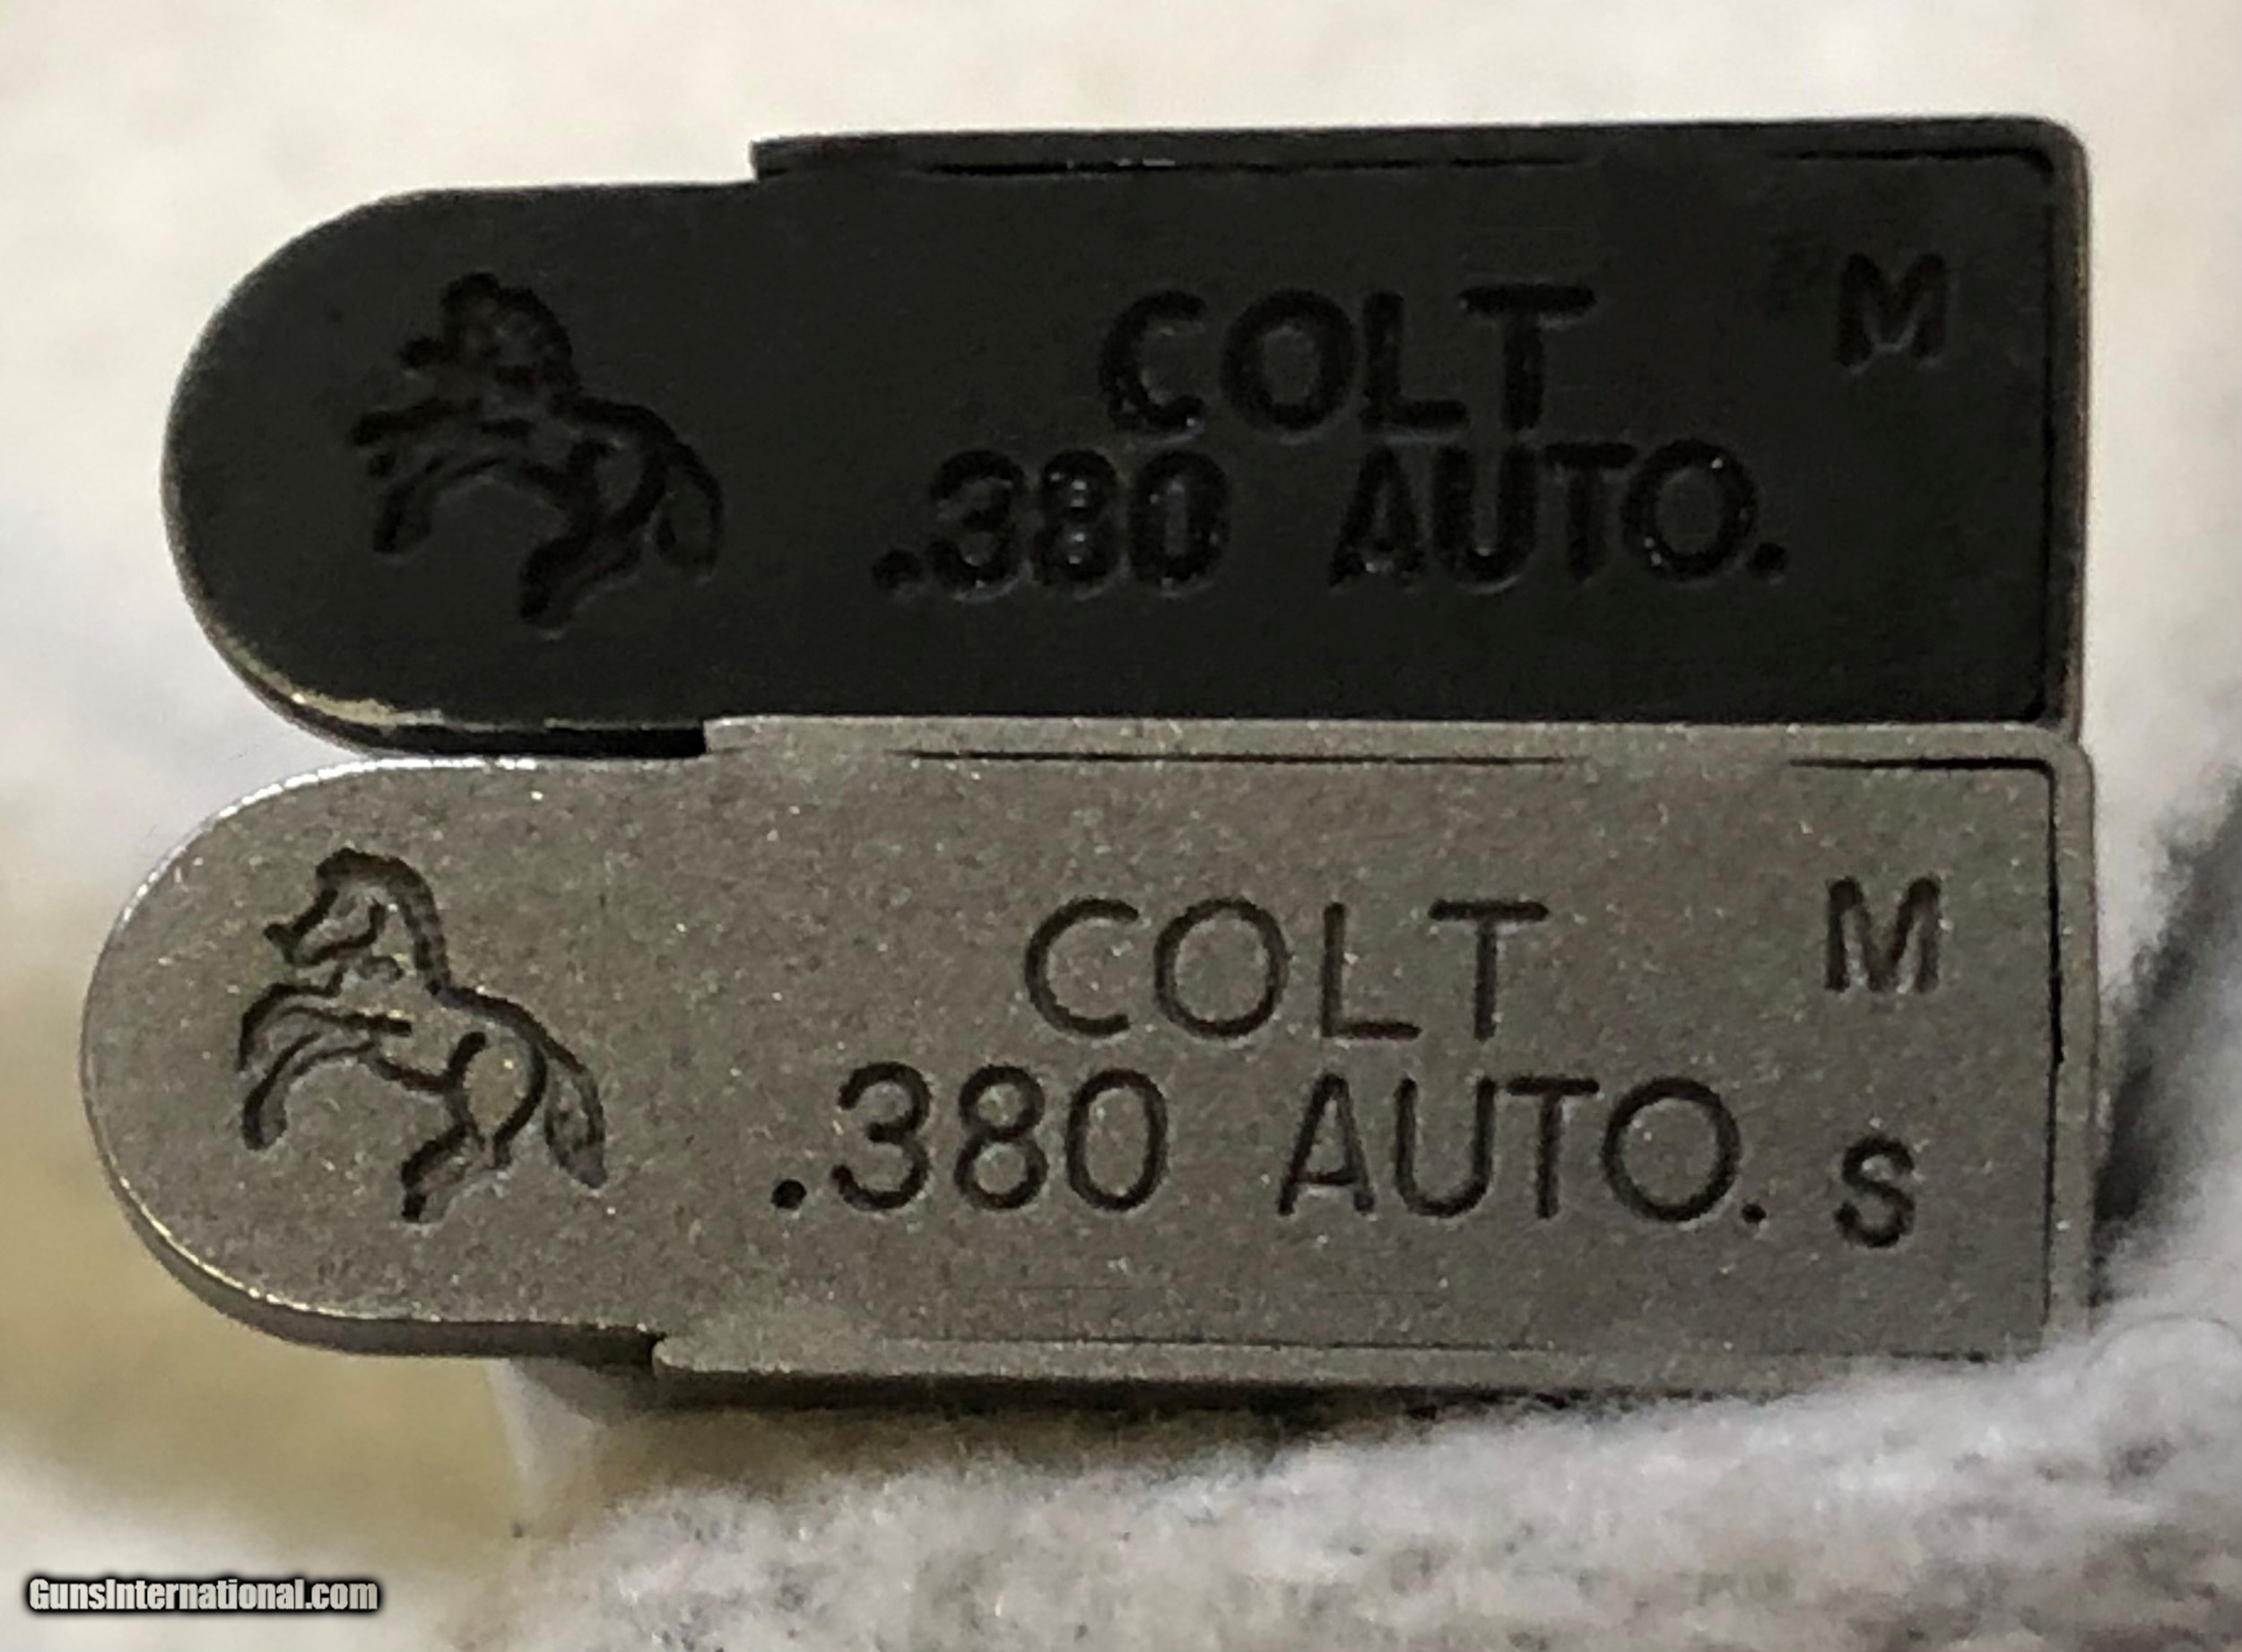 COLT M
.380 AUTO.
COLT M
.380 AUTO. S
GunsInternational.com